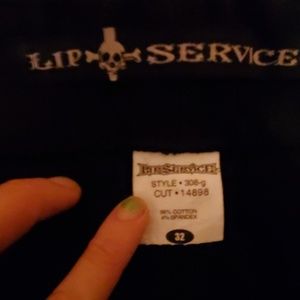 LIP SERVICE
LIP SERVICE
STYLE • 308-g
CUT • 14898
96% COTTON
4% SPANDEX
32